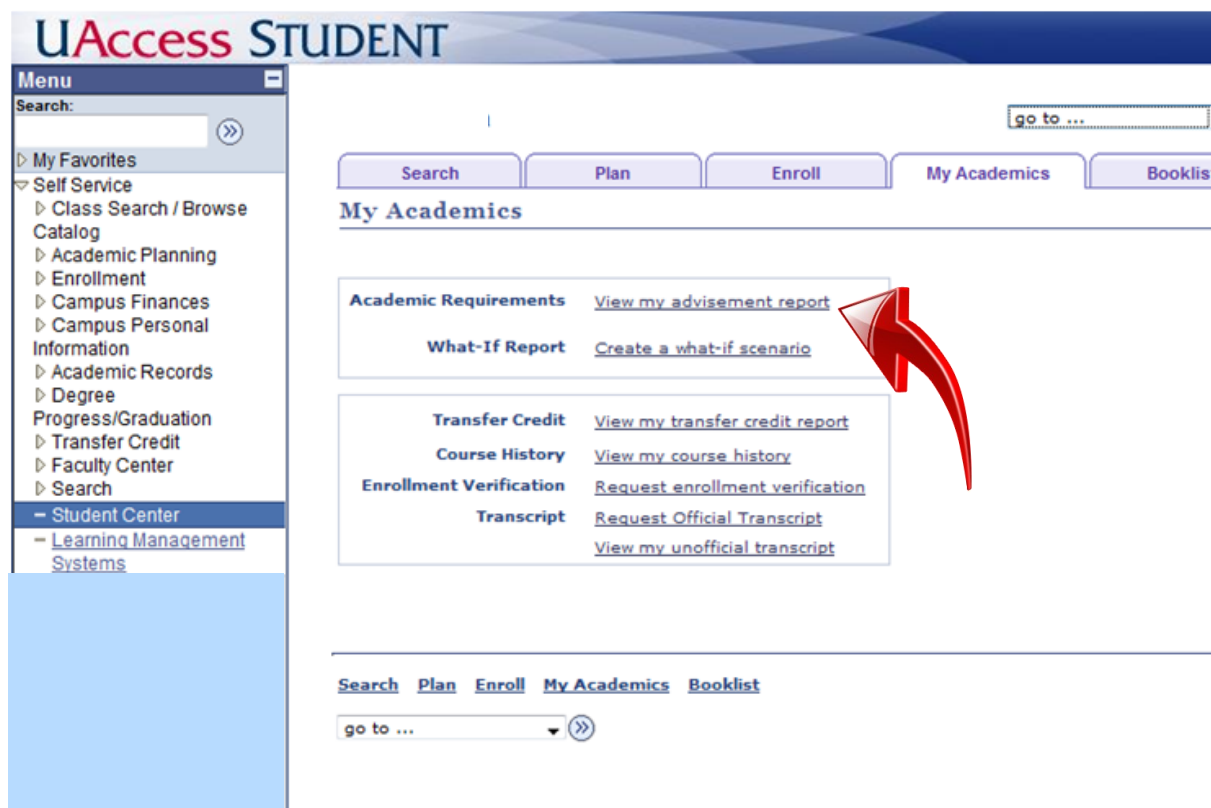 UAccess STUDENT
Menu
Search:
My Favorites
Self Service
Class Search / Browse
Catalog
Academic Planning
Enrollment
Campus Finances
Campus Personal
Information
Academic Records
Degree
Progress/Graduation
Transfer Credit
Faculty Center
Search
Student Center
Learning Management
Systems
go to ...
Search Plan Enroll My Academics Booklis
My Academics
Academic Requirements View my advisement report
What-If Report Create a what-if scenario
Transfer Credit View my transfer credit report
Course History View my course history
Enrollment Verification Request enrollment verification
Transcript Request Official Transcript
View my unofficial transcript
Search Plan Enroll My Academics Booklist
go to ...